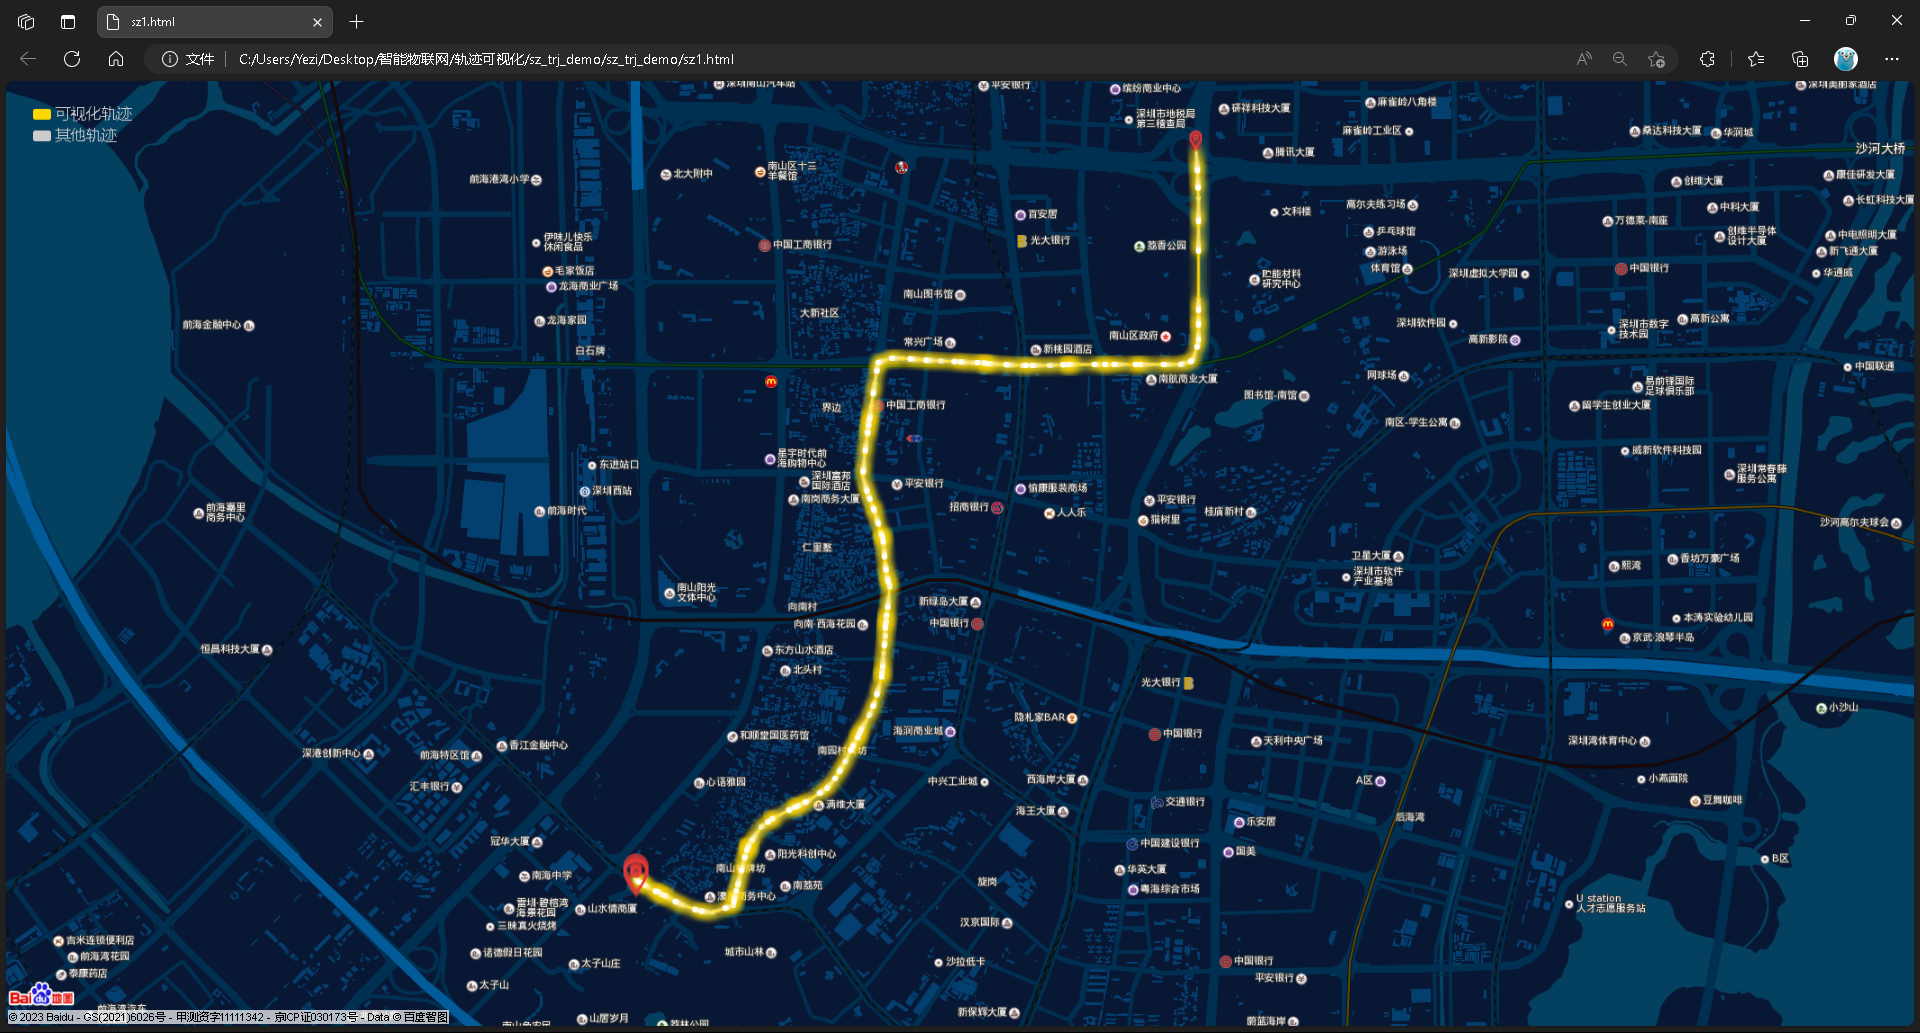 sz1.html
文件
C:/Users/Yezi/Desktop/智能物联网/轨迹可视化/sz_trj_demo/sz_trj_demo/sz1.html
可视化轨迹
其他轨迹
深圳南山汽车站
平安银行
缤纷商业中心
深圳市地税局
第三稽查局
研祥科技大厦
麻雀岭八角楼
麻雀岭工业区
桑达科技大厦
华润城
沙河大桥
腾讯大厦
前海港湾小学
北大附中
南山区十三
羊餐馆
创维大厦
康佳研发大厦
长虹科技大厦
百安居
文科楼
高尔夫练习场
中科大厦
万德莱-南座
伊味儿快乐
休闲食品
中国工商银行
光大银行
荔香公园
乒乓球馆
游泳场
体育馆
创维半导体
设计大厦
中电照明大厦
新飞通大厦
华通威
毛家饭店
龙海商业广场
贮能材料
研究中心
深圳虚拟大学园
中国银行
南山图书馆
大新社区
前海金融中心
龙海家园
深圳软件园
高新影院
深圳市数字
技术园
高新公寓
白石牌
常兴广场
新桃园酒店
南山区政府
南航商业大厦
网球场
图书馆-南馆
易前锋国际
足球俱乐部
中国联通
留学生创业大厦
界边
中国工商银行
南区-学生公寓
威新软件科技园
东进站口
星宇时代前
海购物中心
深圳富邦
国际酒店
南岗商务大厦
平安银行
愉康服装商场
深圳常春藤
服务公寓
深圳西站
前海时代
招商银行
人人乐
平安银行
猫树里
桂庙新村
沙河高尔夫球会
前海嘉里
商务中心
卫星大厦
深圳市软件
产业基地
熙湾
香坊万豪广场
南山阳光
文体中心
向南村
向南·西海花园
新绿岛大厦
中国银行
本涛实验幼儿园
京武·浪琴半岛
恒昌科技大厦
东方山水酒店
北头村
光大银行
小沙山
隐札家BAR
海润商业城
中国银行
天利中央广场
深圳湾体育中心
和顺堂国医药馆
深港创新中心
前海特区馆
香江金融中心
汇丰银行
心语雅园
中兴工业城
西海岸大厦
A区
小燕画院
豆舞咖啡
满维大厦
海王大厦
交通银行
乐安居
后海湾
冠华大厦
阳光科创中心
中国建设银行
国美
B区
南海中学
南荔苑
旋岗
华英大厦
粤海综合市场
U station
人才志愿服务站
雷圳·碧榕湾
海景花园
山水情商厦
三昧真火烧烤
汉京国际
吉米连锁便利店
前海湾花园
泰康药店
诺德假日花园
太子山庄
城市山林
沙拉低卡
中国银行
平安银行
太子山
山居岁月
荔林公园
新保辉大厦
蔚蓝海岸
Bai du 地图
© 2023 Baidu - GS(2021)6026号 - 甲测资字11111342 - 京ICP证030173号 - Data © 百度智图